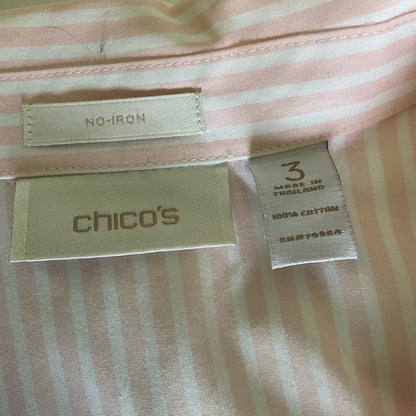 NO-IRON
chico's
3
MADE IN
THAILAND
100% COTTON